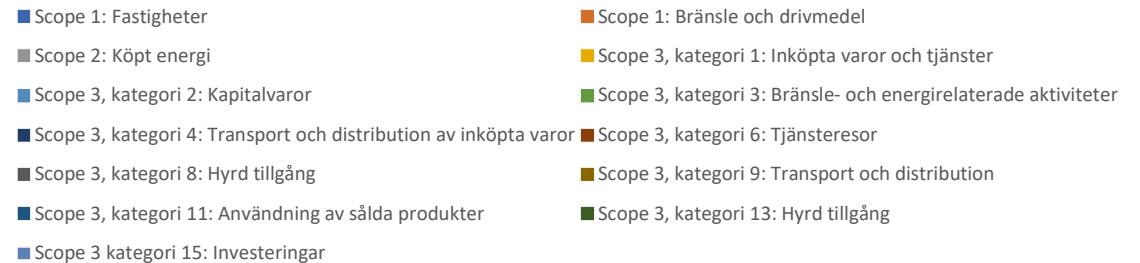 Scope 1: Fastigheter
Scope 1: Bränsle och drivmedel
Scope 2: Köpt energi
Scope 3, kategori 1: Inköpta varor och tjänster
Scope 3, kategori 2: Kapitalvaror
Scope 3, kategori 3: Bränsle- och energirelaterade aktiviteter
Scope 3, kategori 4: Transport och distribution av inköpta varor
Scope 3, kategori 6: Tjänsteresor
Scope 3, kategori 8: Hyrd tillgång
Scope 3, kategori 9: Transport och distribution
Scope 3, kategori 11: Användning av sålda produkter
Scope 3, kategori 13: Hyrd tillgång
Scope 3 kategori 15: Investeringar